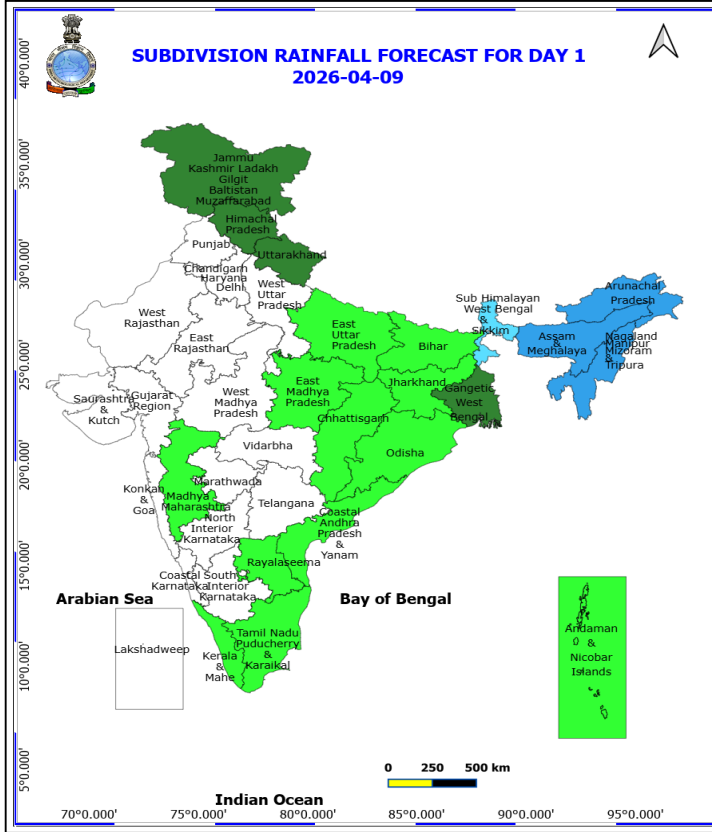 SUBDIVISION RAINFALL FORECAST FOR DAY 1
2026-04-09
40°0.000'
35°0.000'
30°0.000'
25°0.000'
20°0.000'
15°0.000'
10°0.000'
5°0.000'
Jammu
Kashmir Ladakh
Gilgit
Baltistan
Muzaffarabad
Himachal
Pradesh
Punjab
Uttarakhand
Chandigarh
Haryana
Delhi
West
Uttar
Pradesh
West
Rajasthan
East
Rajasthan
East
Uttar
Pradesh
Bihar
Sub Himalayan
West Bengal
&
Sikkim
Arunachal
Pradesh
Assam
&
Meghalaya
Nagaland
Manipur
Mizoram
&
Tripura
Saurashtra
&
Kutch
Gujarat
Region
West
Madhya
Pradesh
East
Madhya
Pradesh
Jharkhand
Gangetic
West
Bengal
Chhattisgarh
Odisha
Vidarbha
Marathwada
Madhya
Maharashtra
Konkan
&
Goa
Telangana
North
Interior
Karnataka
Coastal
Andhra
Pradesh
&
Yanam
Rayalaseema
Coastal
Karnataka
South
Interior
Karnataka
Arabian Sea
Bay of Bengal
Lakshadweep
Kerala
&
Mahe
Tamil Nadu
Puducherry
&
Karaikal
Andaman
&
Nicobar
Islands
0 250 500 km
Indian Ocean
70°0.000' 75°0.000' 80°0.000' 85°0.000' 90°0.000' 95°0.000'